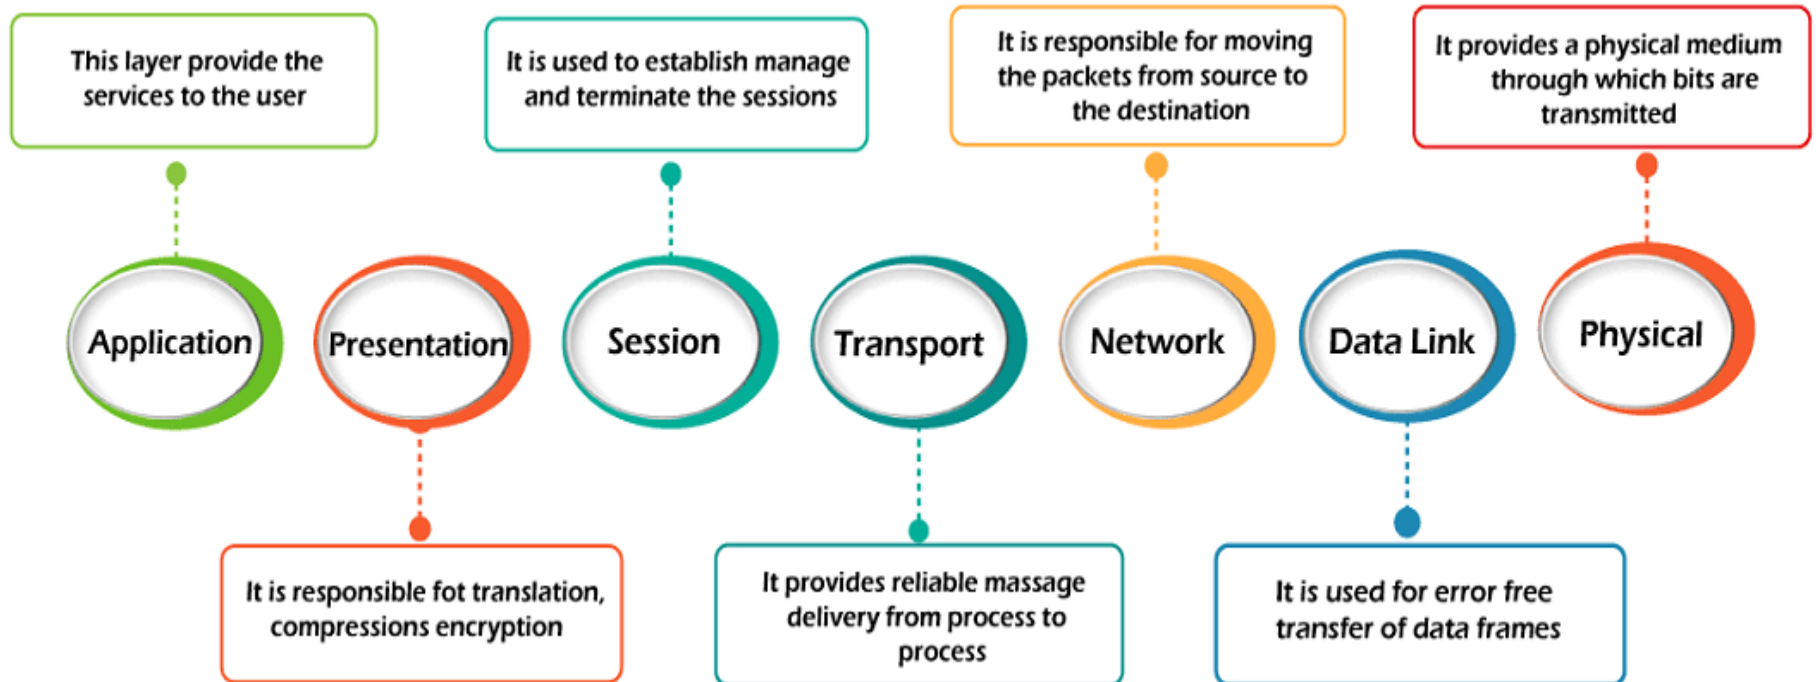 This layer provide the
services to the user
It is used to establish manage
and terminate the sessions
It is responsible for moving
the packets from source to
the destination
It provides a physical medium
through which bits are
transmitted
Application
Presentation
Session
Transport
Network
Data Link
Physical
It is responsible fot translation,
compressions encryption
It provides reliable massage
delivery from process to
process
It is used for error free
transfer of data frames